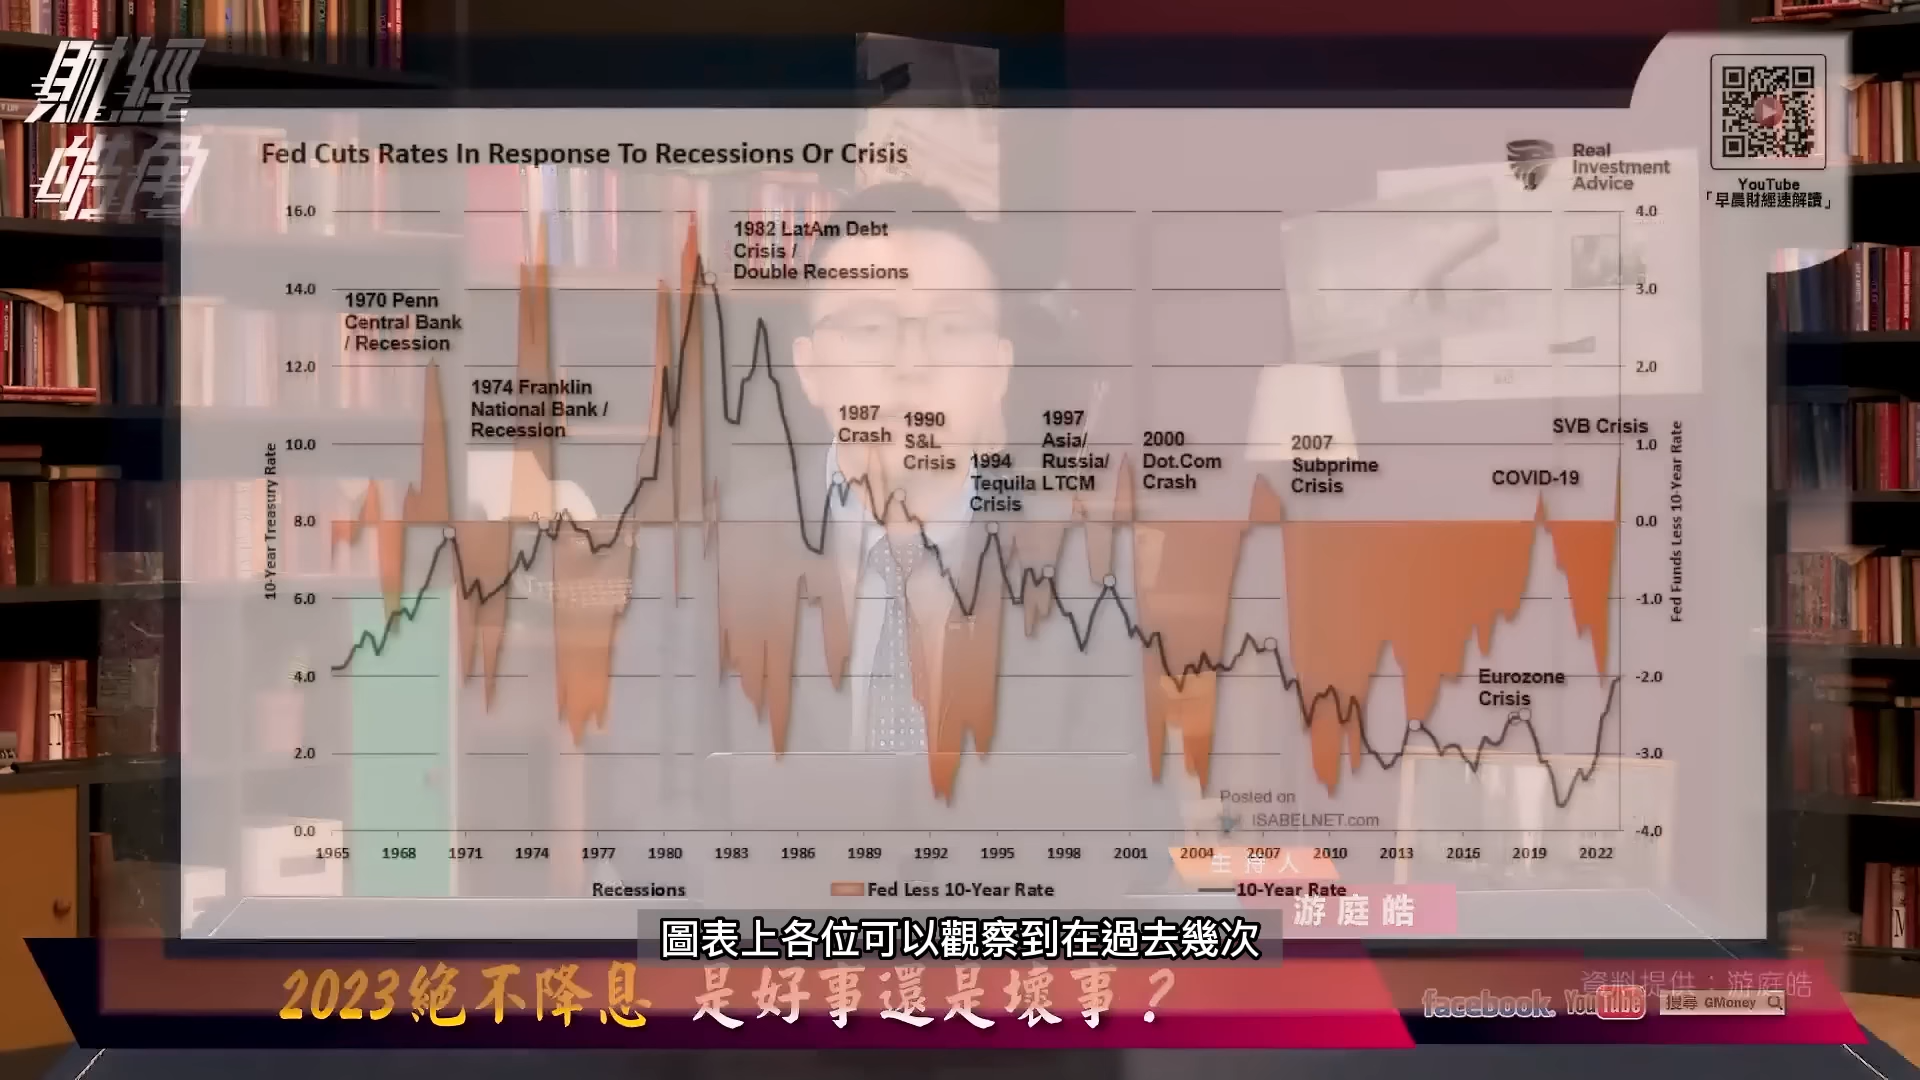 財經
皓角
Fed Cuts Rates In Response To Recessions Or Crisis
Real
Investment
Advice
YouTube
「早晨財經速解讀」
16.0
14.0
12.0
10.0
8.0
6.0
4.0
2.0
0.0
10-Year Treasury Rate
4.0
3.0
2.0
1.0
0.0
-1.0
-2.0
-3.0
-4.0
Fed Funds Less 10-Year Rate
1970 Penn
Central Bank
/ Recession
1974 Franklin
National Bank /
Recession
1982 LatAm Debt
Crisis /
Double Recessions
1987
Crash
1990
S&L
Crisis
1994
Tequila
Crisis
1997
Asia/
Russia/
LTCM
2000
Dot.Com
Crash
2007
Subprime
Crisis
COVID-19
SVB Crisis
Eurozone
Crisis
Posted on
ISABELNET.com
1965 1968 1971 1974 1977 1980 1983 1986 1989 1992 1995 1998 2001 2004 2007 2010 2013 2016 2019 2022
Recessions Fed Less 10-Year Rate 10-Year Rate
主持人
游庭皓
圖表上各位可以觀察到在過去幾次
2023絕不降息 是好事還是壞事？
資料提供：游庭皓
facebook. YouTube 搜尋 GMoney